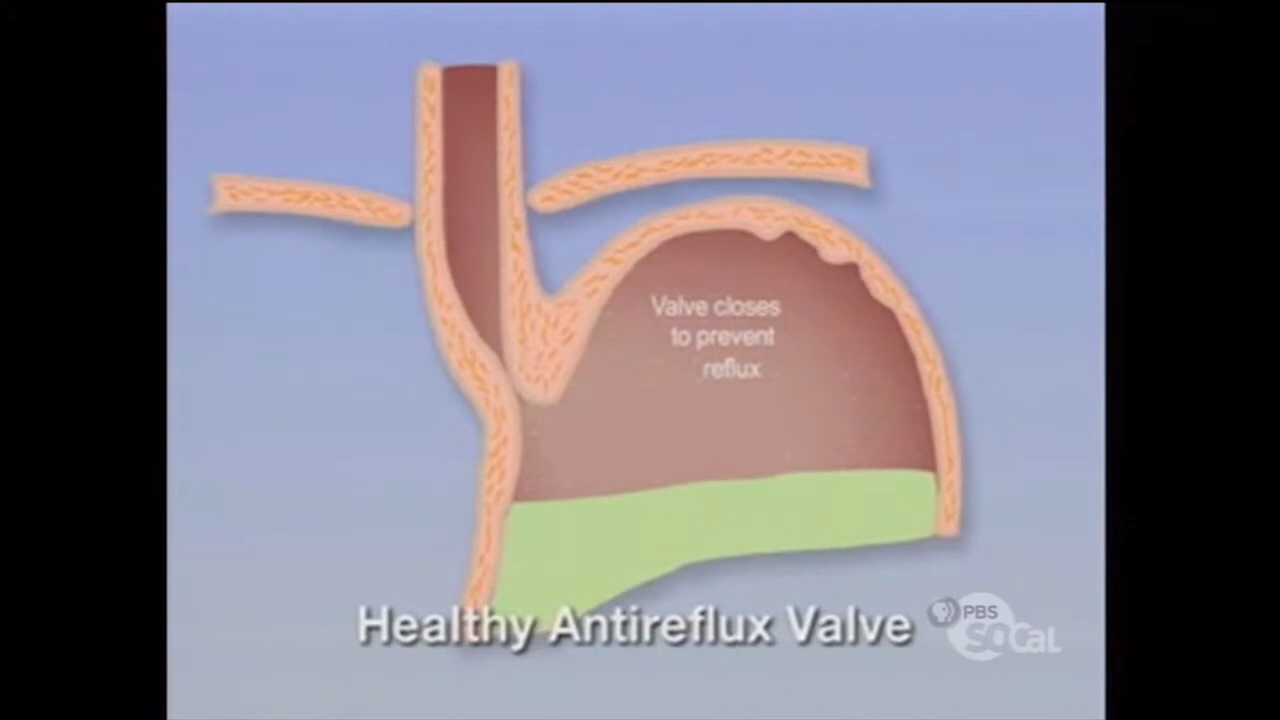 Valve closes
to prevent
reflux
Healthy Antireflux Valve
PBS
SOCAL